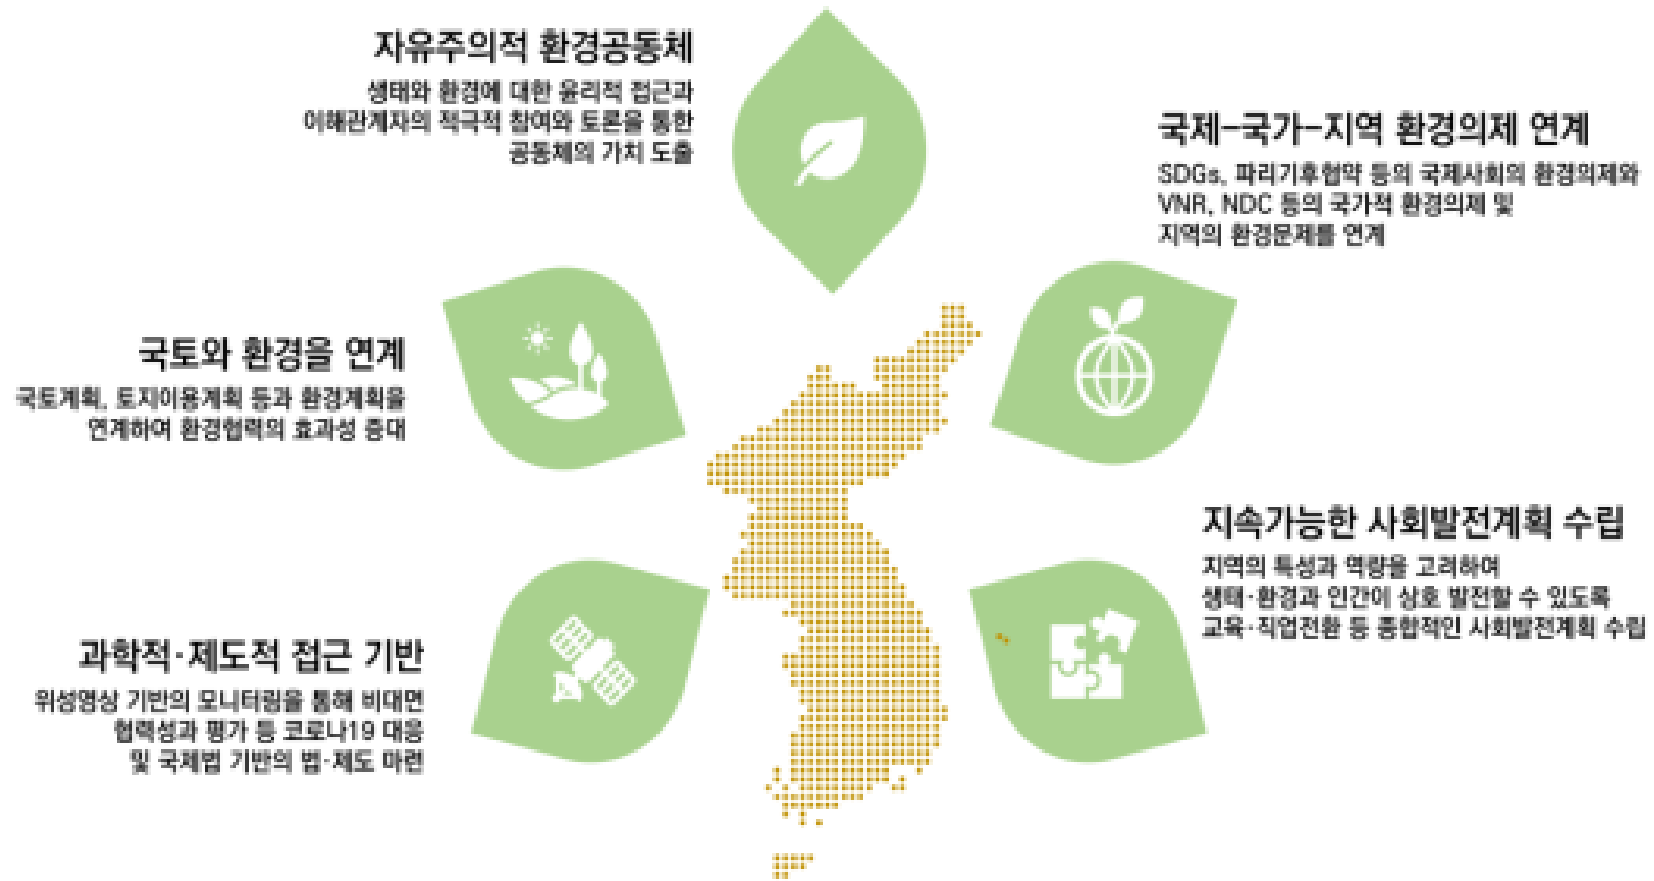 자유주의적 환경공동체
생태와 환경에 대한 윤리적 접근과
이해관계자의 적극적 참여와 토론을 통한
공동체의 가치 도출
국제-국가-지역 환경의제 연계
SDGs, 파리기후협약 등의 국제사회의 환경의제와
VNR, NDC 등의 국가적 환경의제 및
지역의 환경문제를 연계
국토와 환경을 연계
국토계획, 토지이용계획 등과 환경계획을
연계하여 환경협력의 효과성 증대
지속가능한 사회발전계획 수립
지역의 특성과 역량을 고려하여
생태·환경과 인간이 상호 발전할 수 있도록
교육·직업전환 등 종합적인 사회발전계획 수립
과학적·제도적 접근 기반
위성영상 기반의 모니터링을 통해 비대면
협력성과 평가 등 코로나19 대응
및 국제법 기반의 법·제도 마련